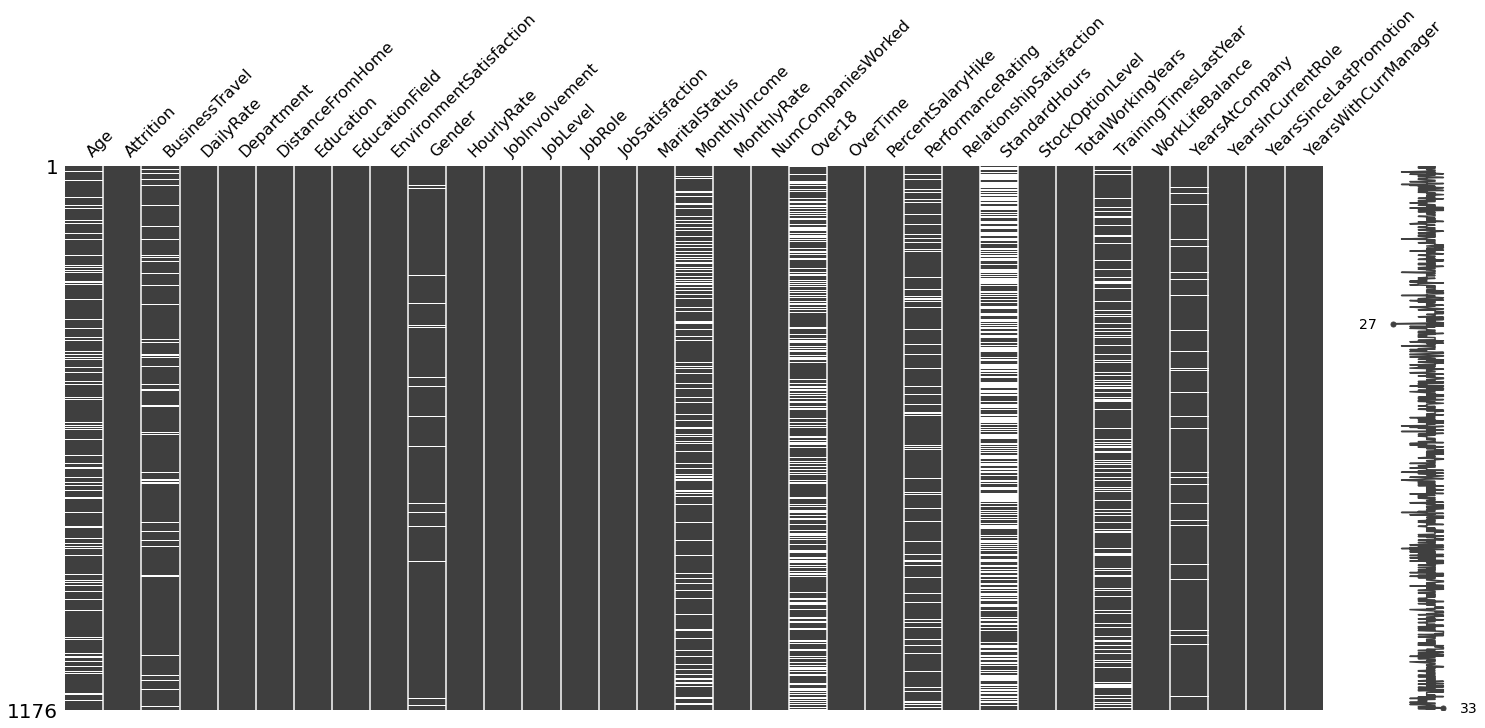 Age
Attrition
BusinessTravel
DailyRate
Department
DistanceFromHome
Education
EducationField
EnvironmentSatisfaction
Gender
HourlyRate
JobInvolvement
JobLevel
JobRole
JobSatisfaction
MaritalStatus
MonthlyIncome
MonthlyRate
NumCompaniesWorked
Over18
OverTime
PercentSalaryHike
PerformanceRating
RelationshipSatisfaction
StandardHours
StockOptionLevel
TotalWorkingYears
TrainingTimesLastYear
WorkLifeBalance
YearsAtCompany
YearsInCurrentRole
YearsSinceLastPromotion
YearsWithCurrManager
1
27
1176
33